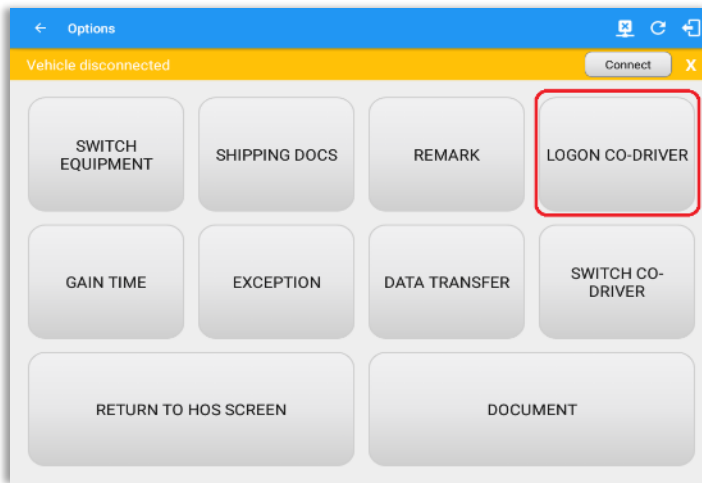 Options
Vehicle disconnected
Connect
X
SWITCH
EQUIPMENT
SHIPPING DOCS
REMARK
LOGON CO-DRIVER
GAIN TIME
EXCEPTION
DATA TRANSFER
SWITCH CO-
DRIVER
RETURN TO HOS SCREEN
DOCUMENT